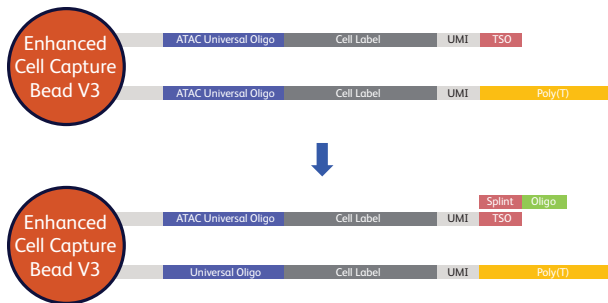 Enhanced
Cell Capture
Bead V3
ATAC Universal Oligo Cell Label UMI TSO
ATAC Universal Oligo Cell Label UMI Poly(T)
Enhanced
Cell Capture
Bead V3
Splint Oligo
ATAC Universal Oligo Cell Label UMI TSO
Universal Oligo Cell Label UMI Poly(T)